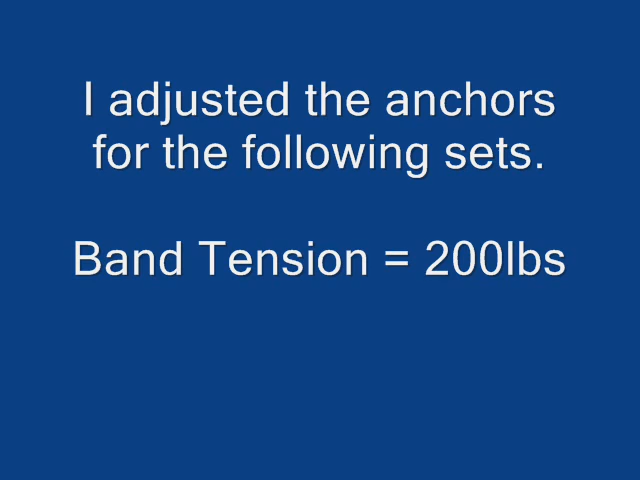 I adjusted the anchors
for the following sets.
Band Tension = 200lbs